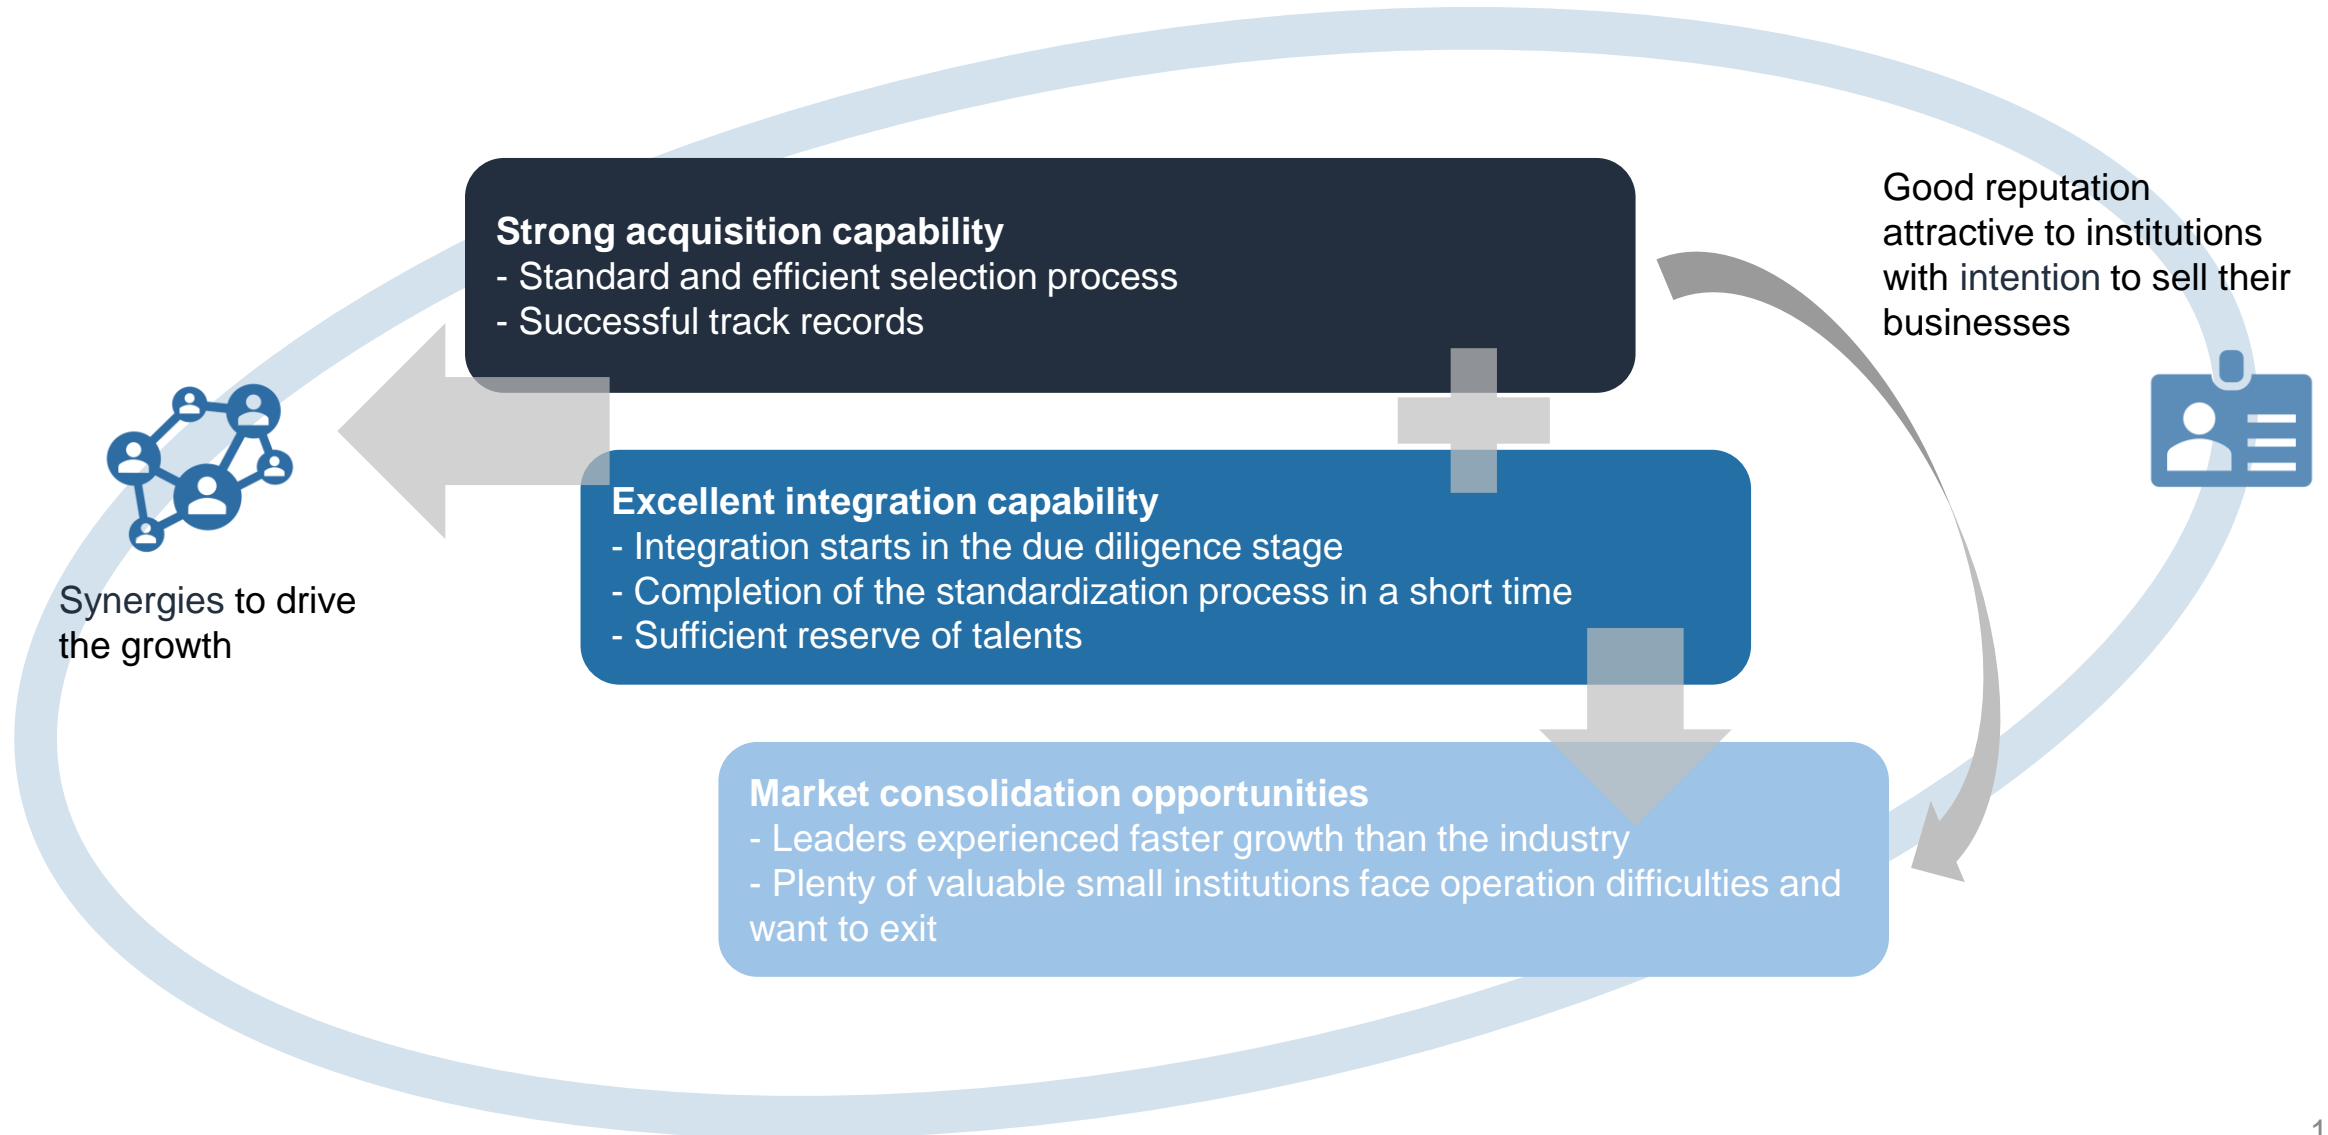 Strong acquisition capability
- Standard and efficient selection process
- Successful track records
Good reputation
attractive to institutions
with intention to sell their
businesses
Excellent integration capability
- Integration starts in the due diligence stage
- Completion of the standardization process in a short time
- Sufficient reserve of talents
Synergies to drive
the growth
Market consolidation opportunities
- Leaders experienced faster growth than the industry
- Plenty of valuable small institutions face operation difficulties and
want to exit
1